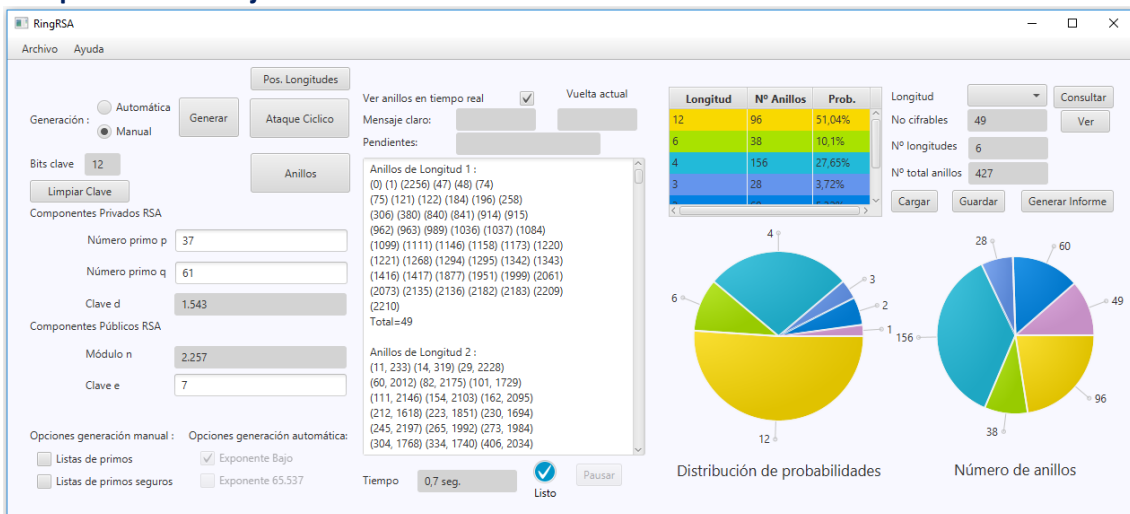 RingRSA
Archivo Ayuda
Generación :
Automática
Manual
Generar
Pos. Longitudes
Ataque Ciclico
Bits clave 12
Anillos
Limpiar Clave
Componentes Privados RSA
Número primo p 37
Número primo q 61
Clave d 1.543
Componentes Públicos RSA
Módulo n 2.257
Clave e 7
Opciones generación manual :
Listas de primos
Listas de primos seguros
Opciones generación automática:
Exponente Bajo
Exponente 65.537
Ver anillos en tiempo real
Vuelta actual
Mensaje claro:
Pendientes:
Anillos de Longitud 1 :
(0) (1) (2256) (47) (48) (74)
(75) (121) (122) (184) (196) (258)
(306) (380) (840) (841) (914) (915)
(962) (963) (989) (1036) (1037) (1084)
(1099) (1111) (1146) (1158) (1173) (1220)
(1221) (1268) (1294) (1295) (1342) (1343)
(1416) (1417) (1877) (1951) (1999) (2061)
(2073) (2135) (2136) (2182) (2183) (2209)
(2210)
Total=49
Anillos de Longitud 2 :
(11, 233) (14, 319) (29, 2228)
(60, 2012) (82, 2175) (101, 1729)
(111, 2146) (154, 2103) (162, 2095)
(212, 1618) (223, 1851) (230, 1694)
(245, 2197) (265, 1992) (273, 1984)
(304, 1768) (334, 1740) (406, 2034)
Tiempo 0,7 seg.
Listo
Pausar
Longitud Nº Anillos Prob.
12 96 51,04%
6 38 10,1%
4 156 27,65%
3 28 3,72%
Longitud
Consultar
No cifrables 49
Ver
Nº longitudes 6
Nº total anillos 427
Cargar Guardar Generar Informe
4
3
2
1
6
12
Distribución de probabilidades
28
60
49
156
96
38
Número de anillos